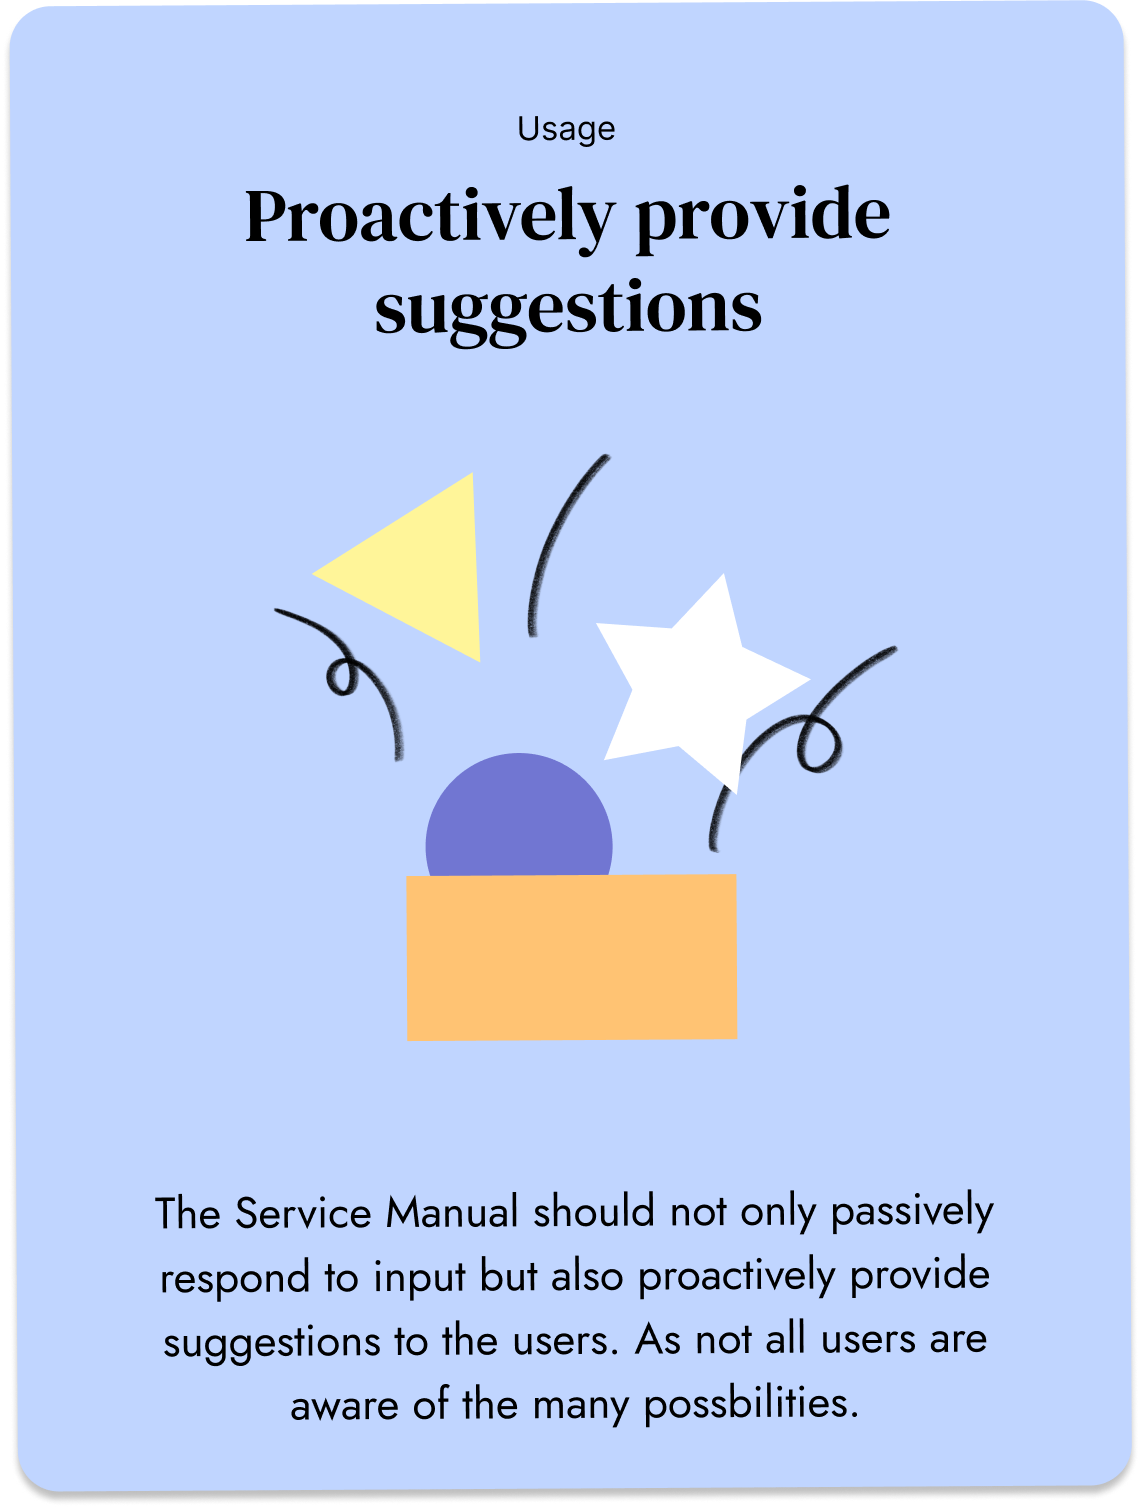 Usage
Proactively provide
suggestions
The Service Manual should not only passively
respond to input but also proactively provide
suggestions to the users. As not all users are
aware of the many possbilities.